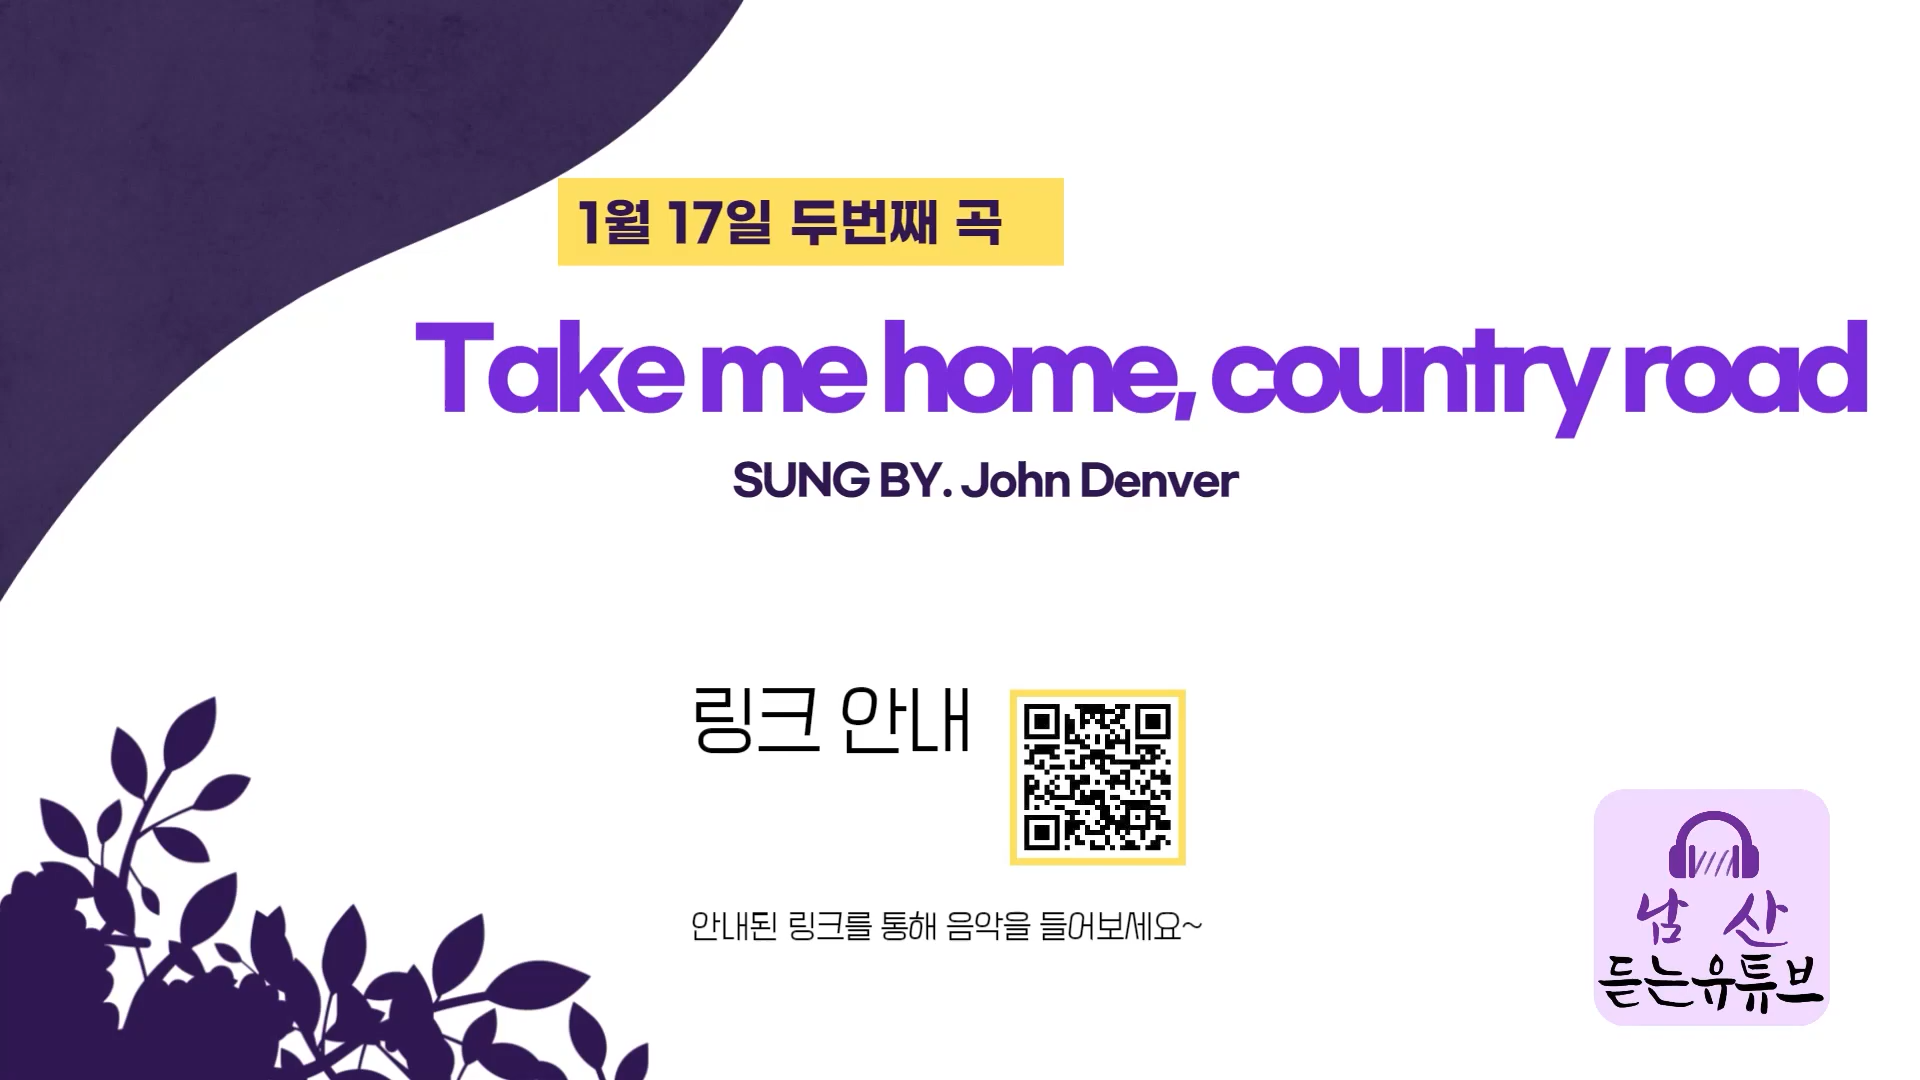 1월 17일 두번째 곡
Take me home, country road
SUNG BY. John Denver
링크 안내
안내된 링크를 통해 음악을 들어보세요~
남 산
듣는유튜브